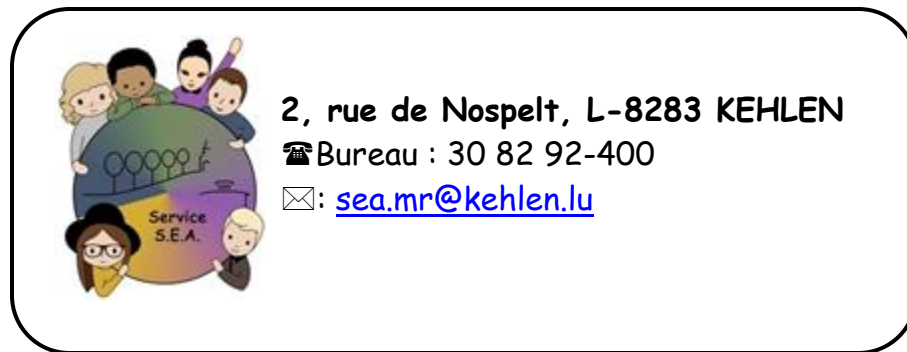 2, rue de Nospelt, L-8283 KEHLEN
☎Bureau : 30 82 92-400
✉: sea.mr@kehlen.lu
Service
S.E.A.